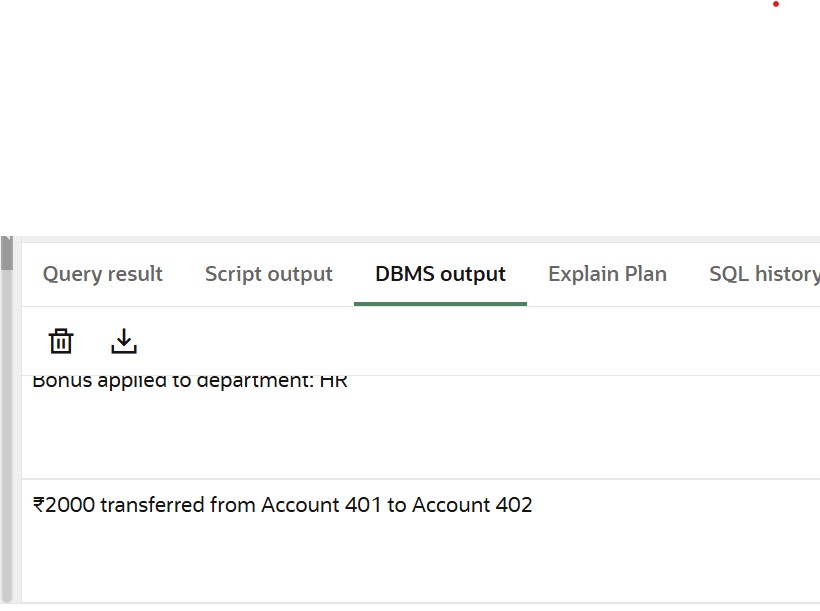 Query result Script output DBMS output Explain Plan SQL history
Bonus applied to department: HR
₹2000 transferred from Account 401 to Account 402